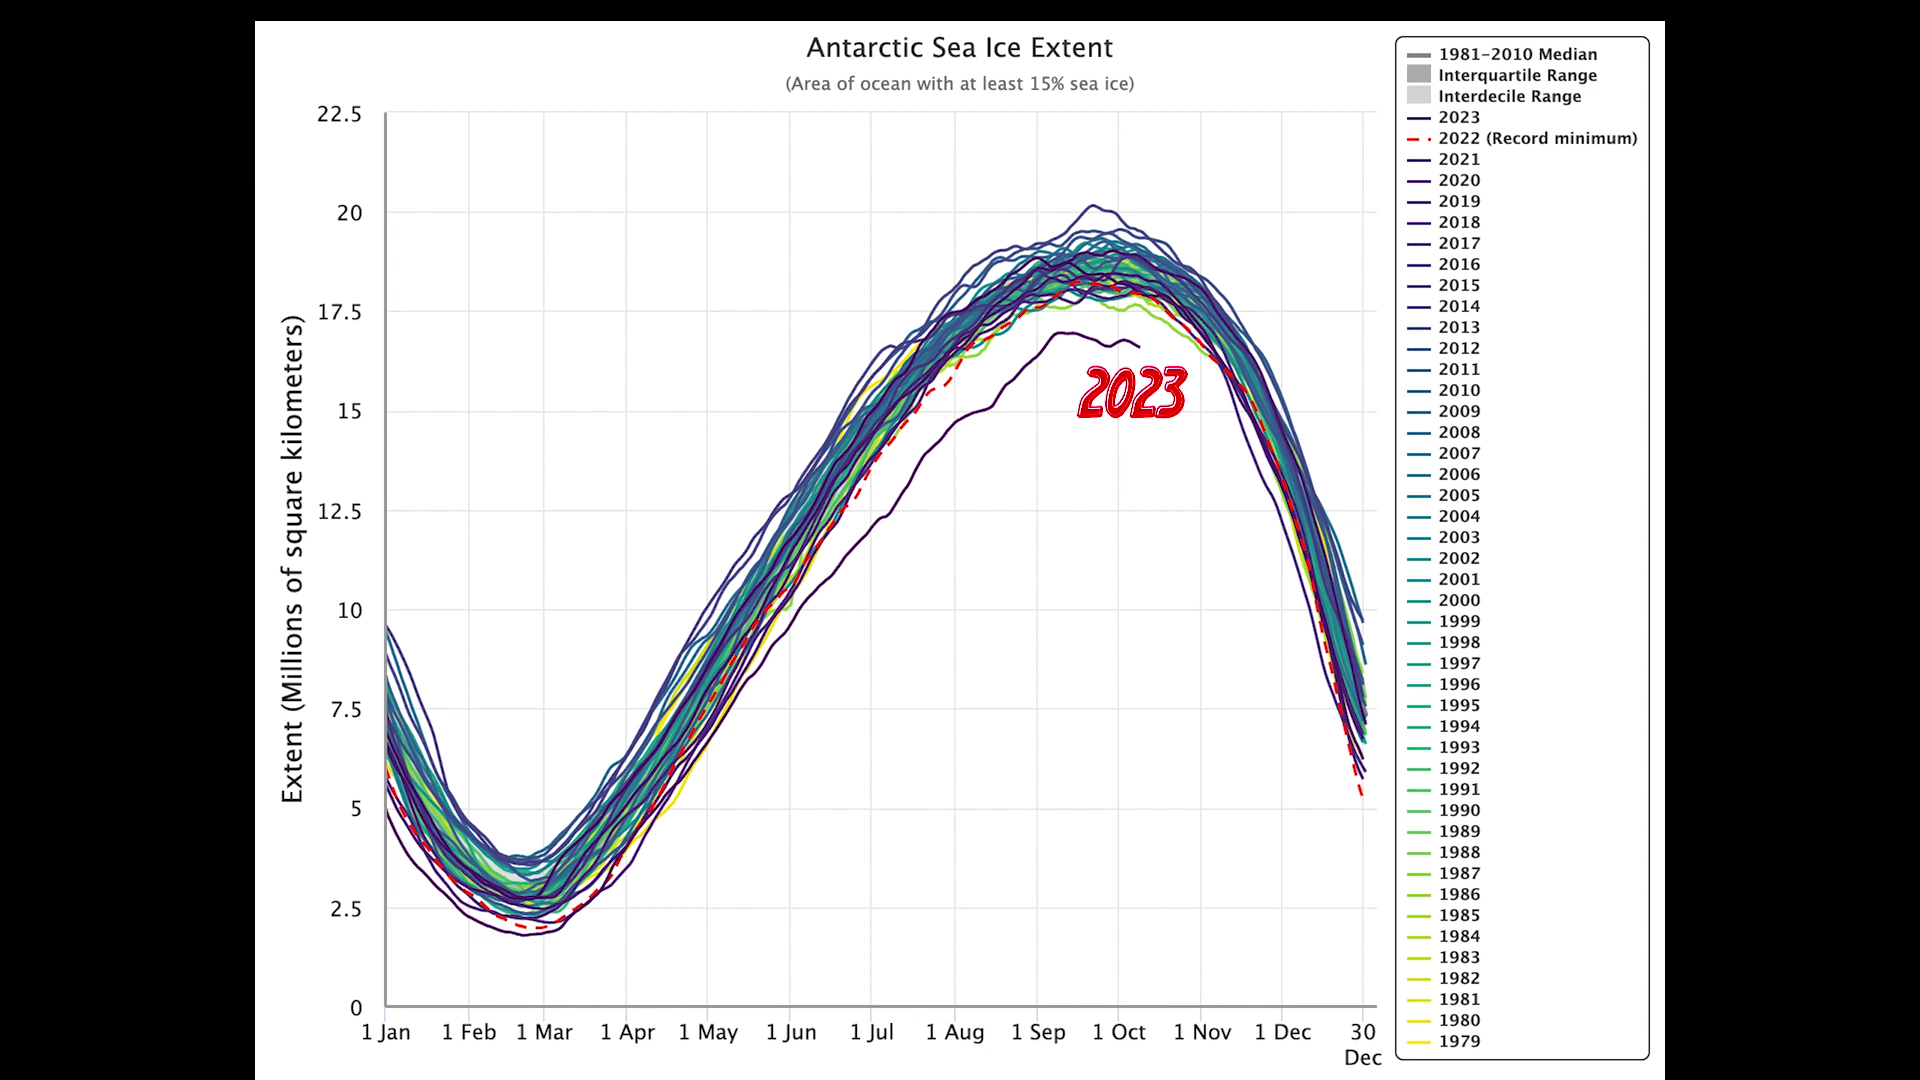 Antarctic Sea Ice Extent
(Area of ocean with at least 15% sea ice)
Extent (Millions of square kilometers)
22.5
20
17.5
15
12.5
10
7.5
5
2.5
0
1 Jan
1 Feb
1 Mar
1 Apr
1 May
1 Jun
1 Jul
1 Aug
1 Sep
1 Oct
1 Nov
1 Dec
30
Dec
2023
1981-2010 Median
Interquartile Range
Interdecile Range
2023
2022 (Record minimum)
2021
2020
2019
2018
2017
2016
2015
2014
2013
2012
2011
2010
2009
2008
2007
2006
2005
2004
2003
2002
2001
2000
1999
1998
1997
1996
1995
1994
1993
1992
1991
1990
1989
1988
1987
1986
1985
1984
1983
1982
1981
1980
1979